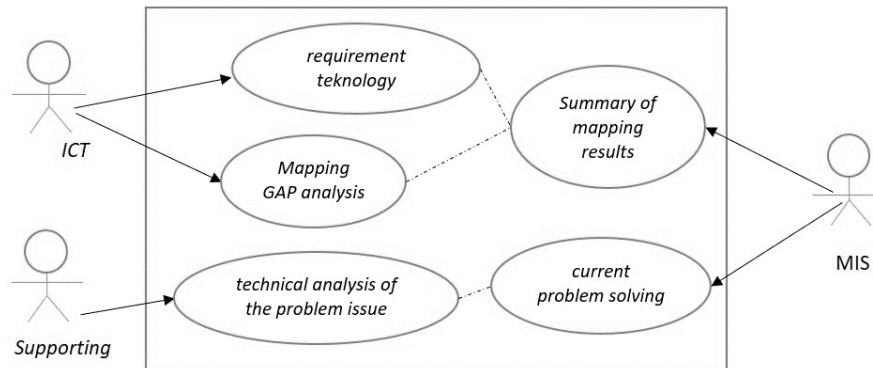 requirement
teknology
Summary of
mapping
results
ICT
Mapping
GAP analysis
MIS
technical analysis of
the problem issue
current
problem solving
Supporting